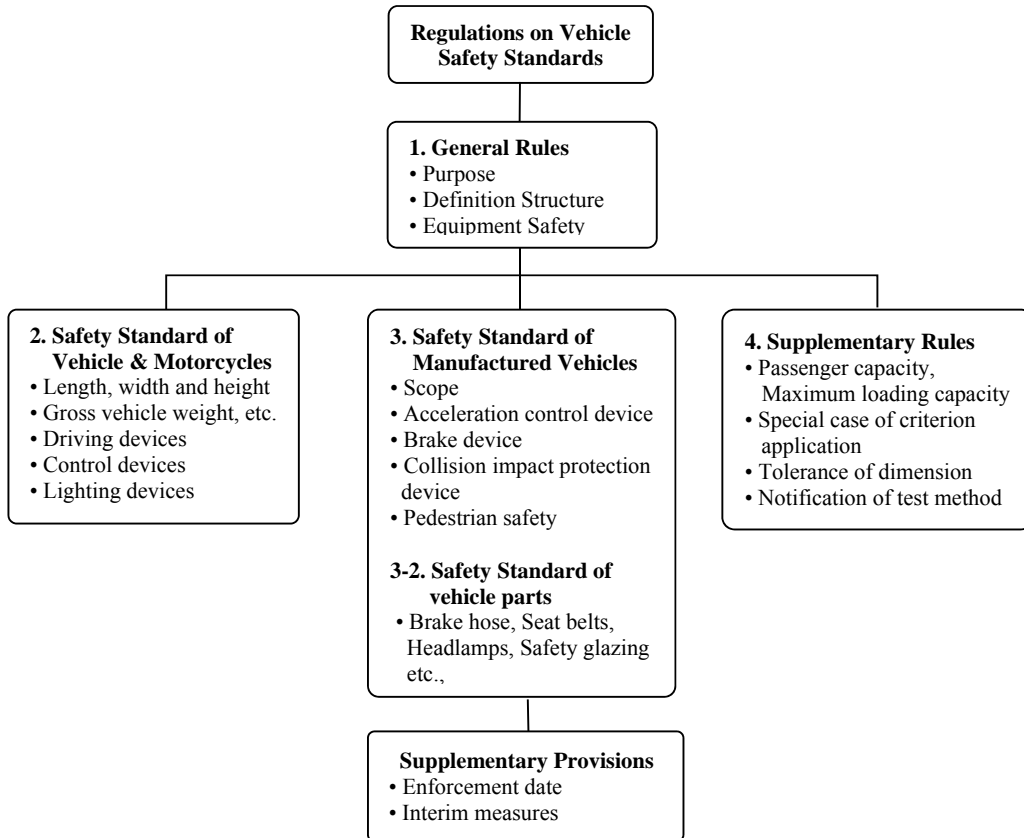 Regulations on Vehicle
Safety Standards
1. General Rules
• Purpose
• Definition Structure
• Equipment Safety
2. Safety Standard of
Vehicle & Motorcycles
• Length, width and height
• Gross vehicle weight, etc.
• Driving devices
• Control devices
• Lighting devices
3. Safety Standard of
Manufactured Vehicles
• Scope
• Acceleration control device
• Brake device
• Collision impact protection
device
• Pedestrian safety
3-2. Safety Standard of
vehicle parts
• Brake hose, Seat belts,
Headlamps, Safety glazing
etc.,
4. Supplementary Rules
• Passenger capacity,
Maximum loading capacity
• Special case of criterion
application
• Tolerance of dimension
• Notification of test method
Supplementary Provisions
• Enforcement date
• Interim measures